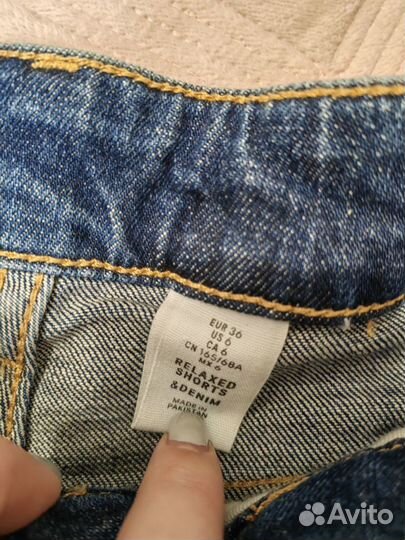 EUR 36
US 6
CA 6
CN 165/68A
MX 6
RELAXED
SHORTS
&DENIM
MADE IN
PAKISTAN
Avito